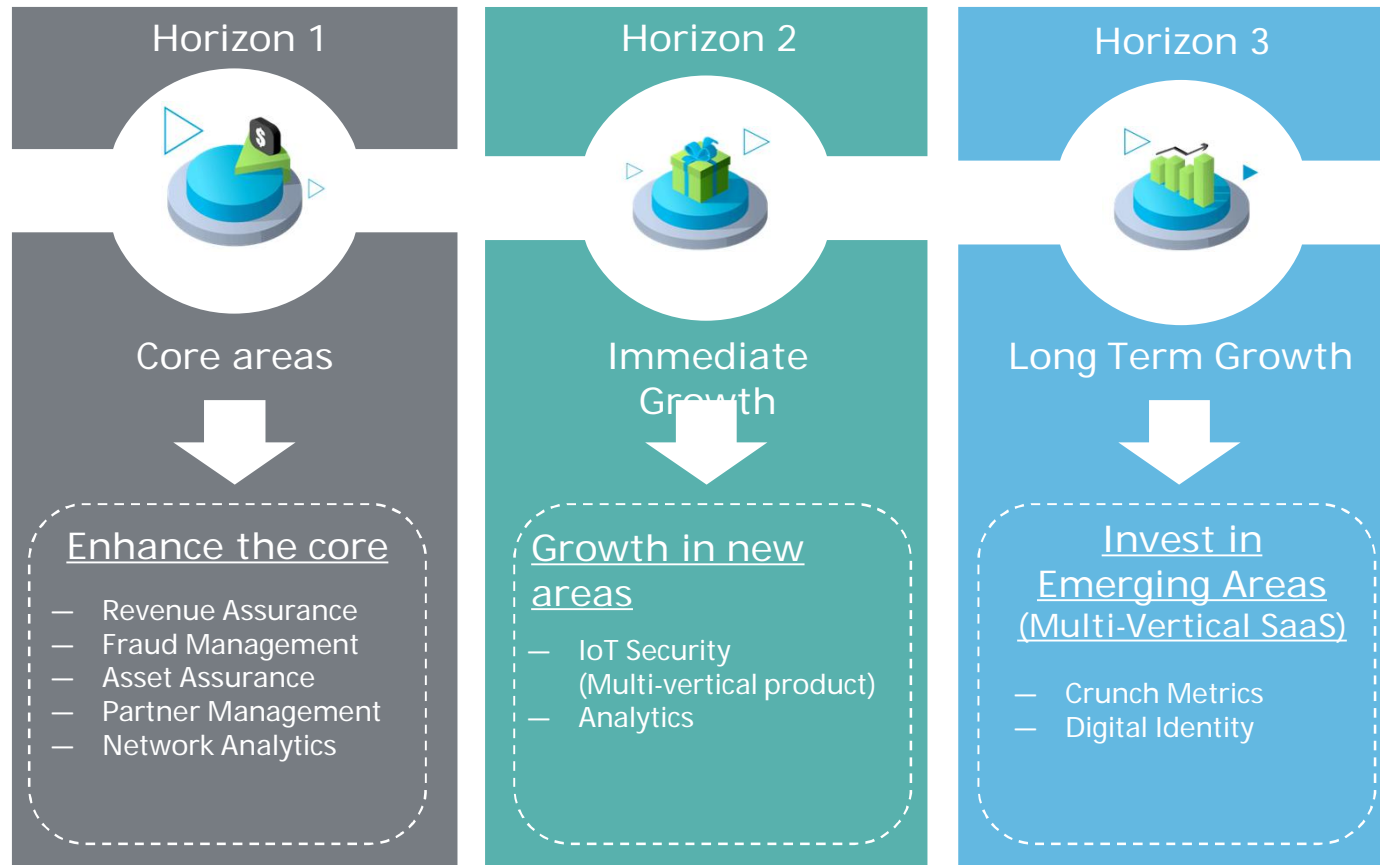 Horizon 1
$
Core areas
Enhance the core
— Revenue Assurance
— Fraud Management
— Asset Assurance
— Partner Management
— Network Analytics
Horizon 2
Immediate
Growth
Growth in new
areas
— IoT Security
(Multi-vertical product)
— Analytics
Horizon 3
Long Term Growth
Invest in
Emerging Areas
(Multi-Vertical SaaS)
— Crunch Metrics
— Digital Identity